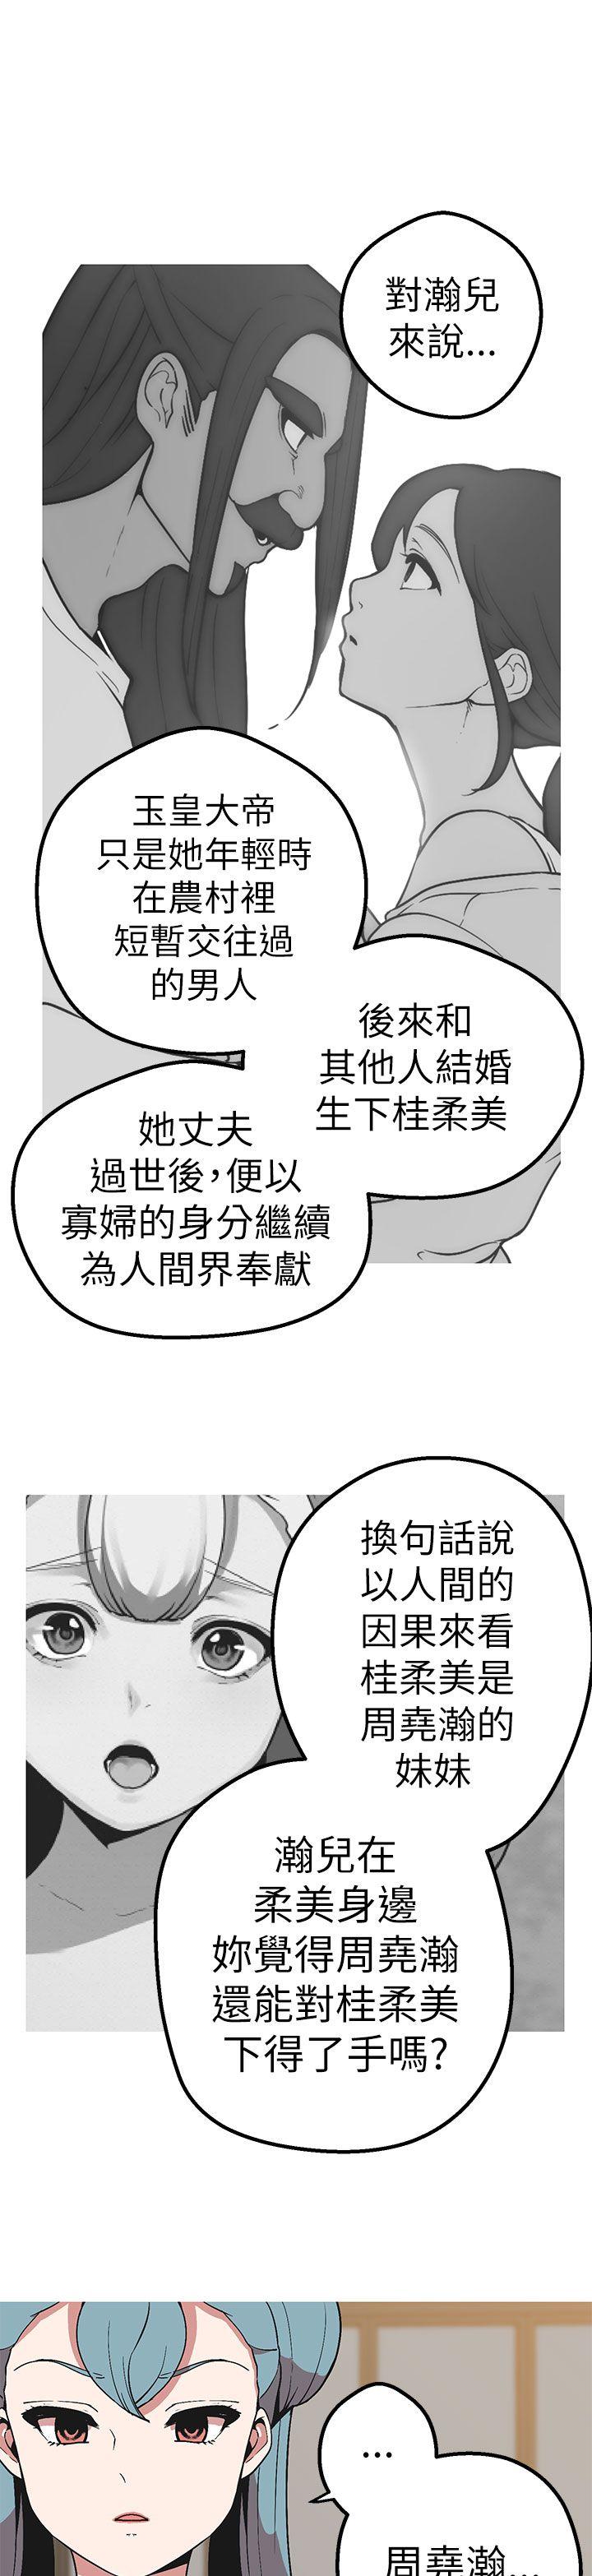 對瀚兒
來說…
玉皇大帝
只是她年輕時
在農村裡
短暫交往過
的男人
後來和
其他人結婚
生下桂柔美
她丈夫
過世後,便以
寡婦的身分繼續
為人間界奉獻
換句話說
以人間的
因果來看
桂柔美是
周堯瀚的
妹妹
瀚兒在
柔美身邊
妳覺得周堯瀚
還能對桂柔美
下得了手嗎?
…
周堯瀚…